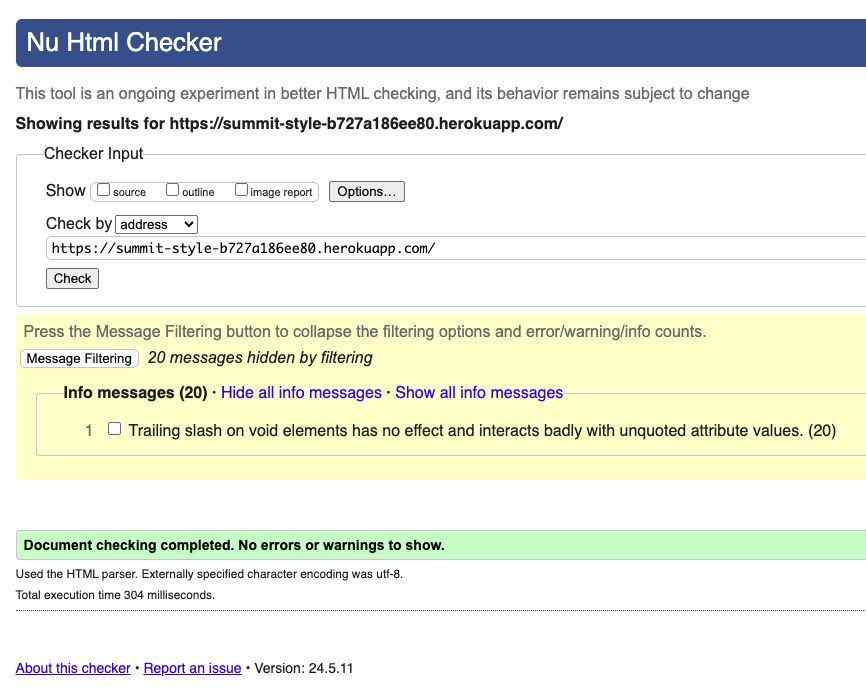 Nu Html Checker
This tool is an ongoing experiment in better HTML checking, and its behavior remains subject to change
Showing results for https://summit-style-b727a186ee80.herokuapp.com/
Checker Input
Show source outline image report Options...
Check by address
https://summit-style-b727a186ee80.herokuapp.com/
Check
Press the Message Filtering button to collapse the filtering options and error/warning/info counts.
Message Filtering 20 messages hidden by filtering
Info messages (20) · Hide all info messages · Show all info messages
1 Trailing slash on void elements has no effect and interacts badly with unquoted attribute values. (20)
Document checking completed. No errors or warnings to show.
Used the HTML parser. Externally specified character encoding was utf-8.
Total execution time 304 milliseconds.
About this checker • Report an issue • Version: 24.5.11